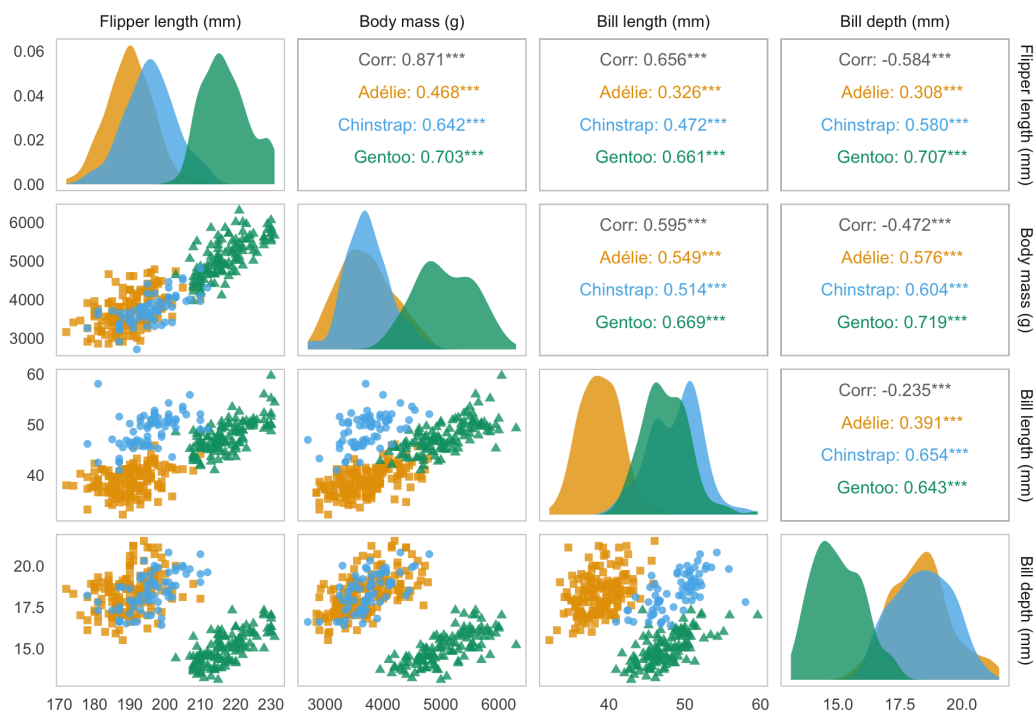 Flipper length (mm) Body mass (g) Bill length (mm) Bill depth (mm)
0.06
0.04
0.02
0.00
Corr: 0.871***
Adélie: 0.468***
Chinstrap: 0.642***
Gentoo: 0.703***
Corr: 0.656***
Adélie: 0.326***
Chinstrap: 0.472***
Gentoo: 0.661***
Corr: -0.584***
Adélie: 0.308***
Chinstrap: 0.580***
Gentoo: 0.707***
Flipper length (mm)
6000
5000
4000
3000
Corr: 0.595***
Adélie: 0.549***
Chinstrap: 0.514***
Gentoo: 0.669***
Corr: -0.472***
Adélie: 0.576***
Chinstrap: 0.604***
Gentoo: 0.719***
Body mass (g)
60
50
40
Corr: -0.235***
Adélie: 0.391***
Chinstrap: 0.654***
Gentoo: 0.643***
Bill length (mm)
20.0
17.5
15.0
Bill depth (mm)
170 180 190 200 210 220 230 3000 4000 5000 6000 40 50 60 15.0 17.5 20.0